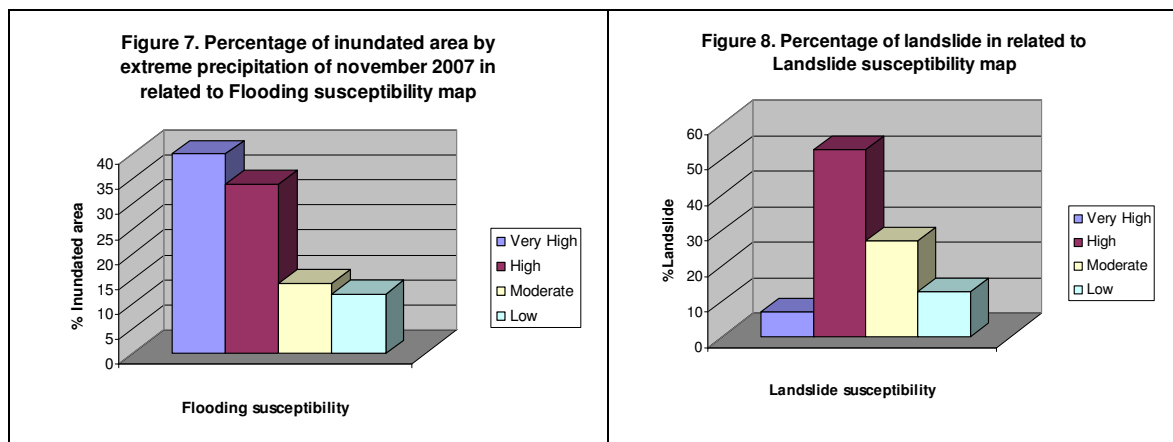 Figure 7. Percentage of inundated area by
extreme precipitation of november 2007 in
related to Flooding susceptibility map
% Inundated area
40
35
30
25
20
15
10
5
0
Flooding susceptibility
Very High
High
Moderate
Low
Figure 8. Percentage of landslide in related to
Landslide susceptibility map
%Landslide
60
50
40
30
20
10
0
Landslide susceptibility
Very High
High
Moderate
Low